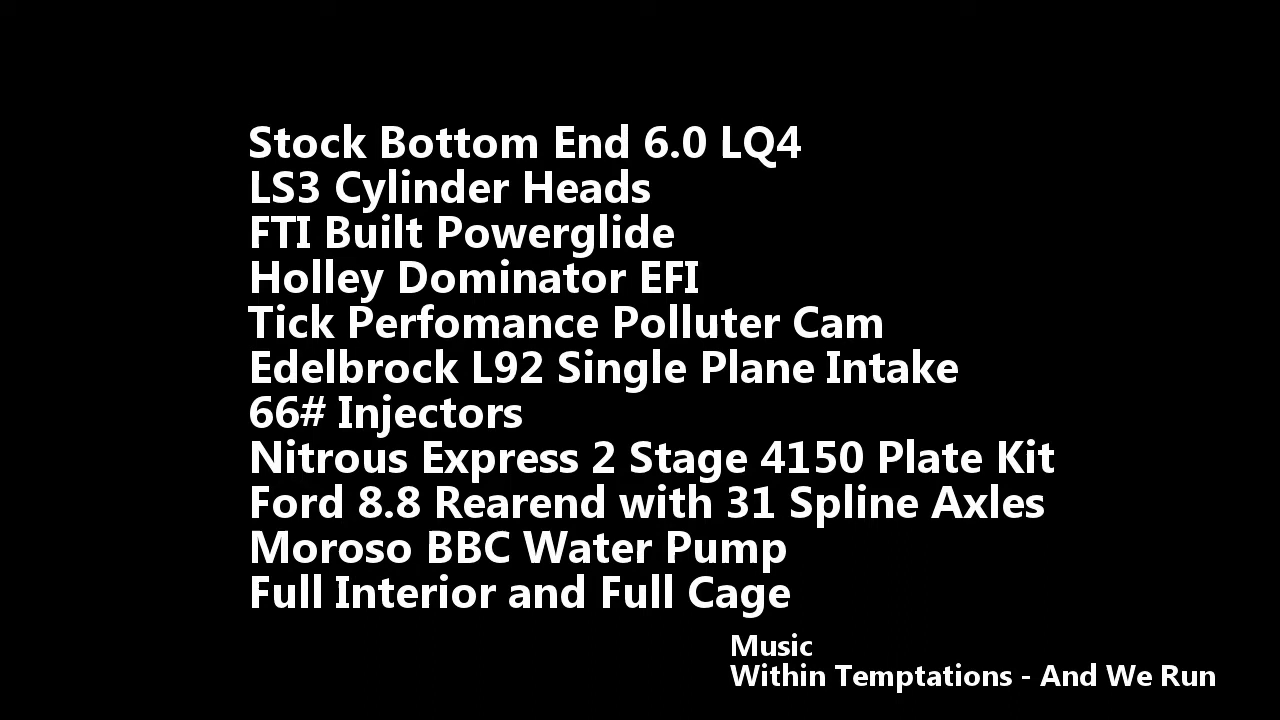 Stock Bottom End 6.0 LQ4
LS3 Cylinder Heads
FTI Built Powerglide
Holley Dominator EFI
Tick Perfomance Polluter Cam
Edelbrock L92 Single Plane Intake
66# Injectors
Nitrous Express 2 Stage 4150 Plate Kit
Ford 8.8 Rearend with 31 Spline Axles
Moroso BBC Water Pump
Full Interior and Full Cage
Music
Within Temptations - And We Run